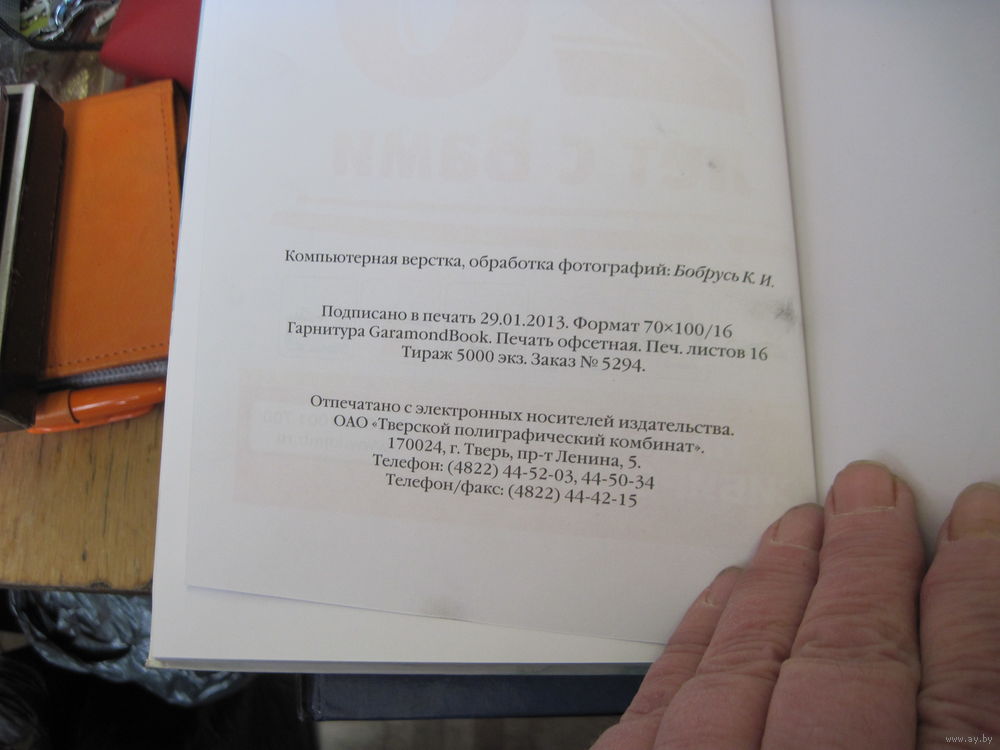 Компьютерная верстка, обработка фотографий: Бобрусь К. И.
Подписано в печать 29.01.2013. Формат 70×100/16
Гарнитура GaramondBook. Печать офсетная. Печ. листов 16
Тираж 5000 экз. Заказ № 5294.
Отпечатано с электронных носителей издательства.
ОАО «Тверской полиграфический комбинат».
170024, г. Тверь, пр-т Ленина, 5.
Телефон: (4822) 44-52-03, 44-50-34
Телефон/факс: (4822) 44-42-15
www.ay.by